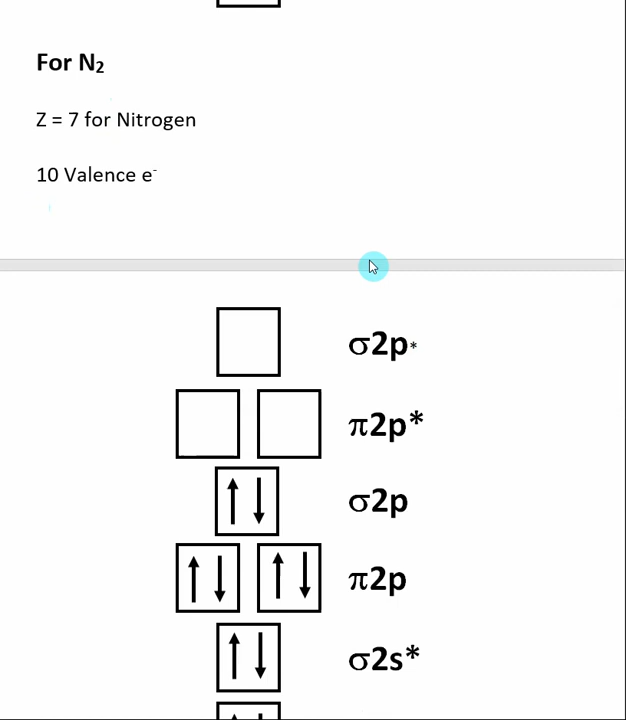 For N₂
Z = 7 for Nitrogen
10 Valence e⁻
σ2p*
π2p*
σ2p
π2p
σ2s*